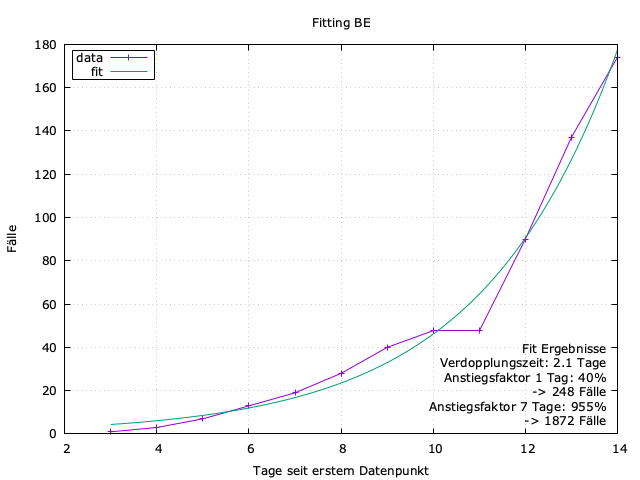 Fitting BE
data
fit
180
160
140
120
100
80
60
40
20
0
Fälle
Fit Ergebnisse
Verdopplungszeit: 2.1 Tage
Anstiegsfaktor 1 Tag: 40%
-> 248 Fälle
Anstiegsfaktor 7 Tage: 955%
-> 1872 Fälle
2 4 6 8 10 12 14
Tage seit erstem Datenpunkt